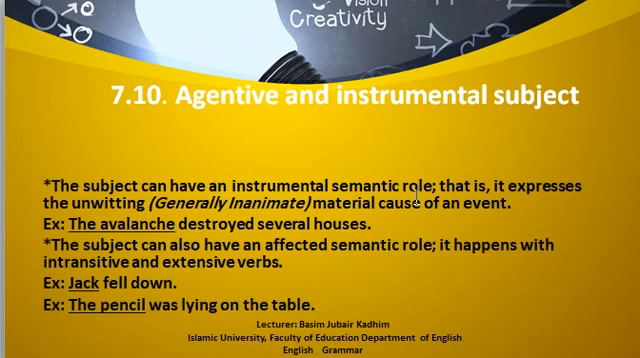 Vision
Creativity
7.10. Agentive and instrumental subject
*The subject can have an instrumental semantic role; that is, it expresses
the unwitting (Generally Inanimate) material cause of an event.
Ex: The avalanche destroyed several houses.
*The subject can also have an affected semantic role; it happens with
intransitive and extensive verbs.
Ex: Jack fell down.
Ex: The pencil was lying on the table.
Lecturer: Basim Jubair Kadhim
Islamic University, Faculty of Education Department of English
English Grammar